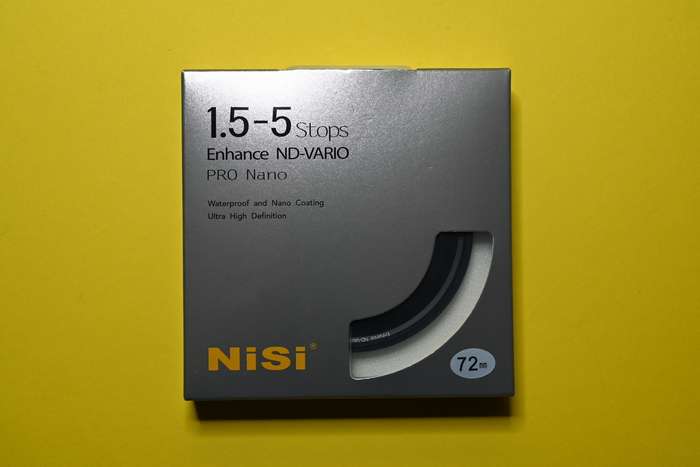 1.5-5 Stops
Enhance ND-VARIO
PRO Nano
Waterproof and Nano Coating
Ultra High Definition
NiSi®
72mm